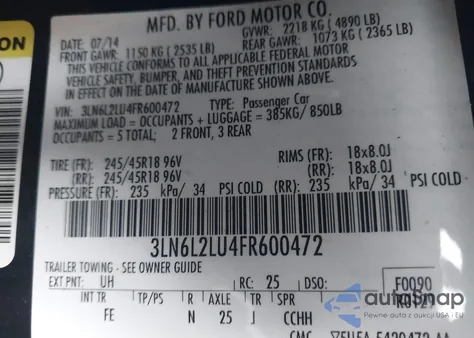 MFD. BY FORD MOTOR CO.
DATE: 07/14 GVWR: 2218 KG ( 4890 LB)
FRONT GAWR: 1150 KG ( 2535 LB) REAR GAWR: 1073 KG ( 2365 LB)
THIS VEHICLE CONFORMS TO ALL APPLICABLE FEDERAL MOTOR
VEHICLE SAFETY, BUMPER, AND THEFT PREVENTION STANDARDS
IN EFFECT ON THE DATE OF MANUFACTURE SHOWN ABOVE.
VIN: 3LN6L2LU4FR600472 TYPE: Passenger Car
MAXIMUM LOAD = OCCUPANTS + LUGGAGE = 385KG / 850LB
OCCUPANTS = 5 TOTAL; 2 FRONT, 3 REAR
TIRE (FR): 245/45R18 96V RIMS (FR): 18x8.0J
(RR): 245/45R18 96V (RR): 18x8.0J
PRESSURE (FR): 235 kPa/ 34 PSI COLD (RR): 235 kPa/ 34 PSI COLD
3LN6L2LU4FR600472
TRAILER TOWING - SEE OWNER GUIDE
EXT PNT: UH RC: 25 DSO: F0090
INT TR TP/PS R AXLE TR SPR
FE N 25 J CCHH
autoSnap
Pewne zakupy aut z USA i EU